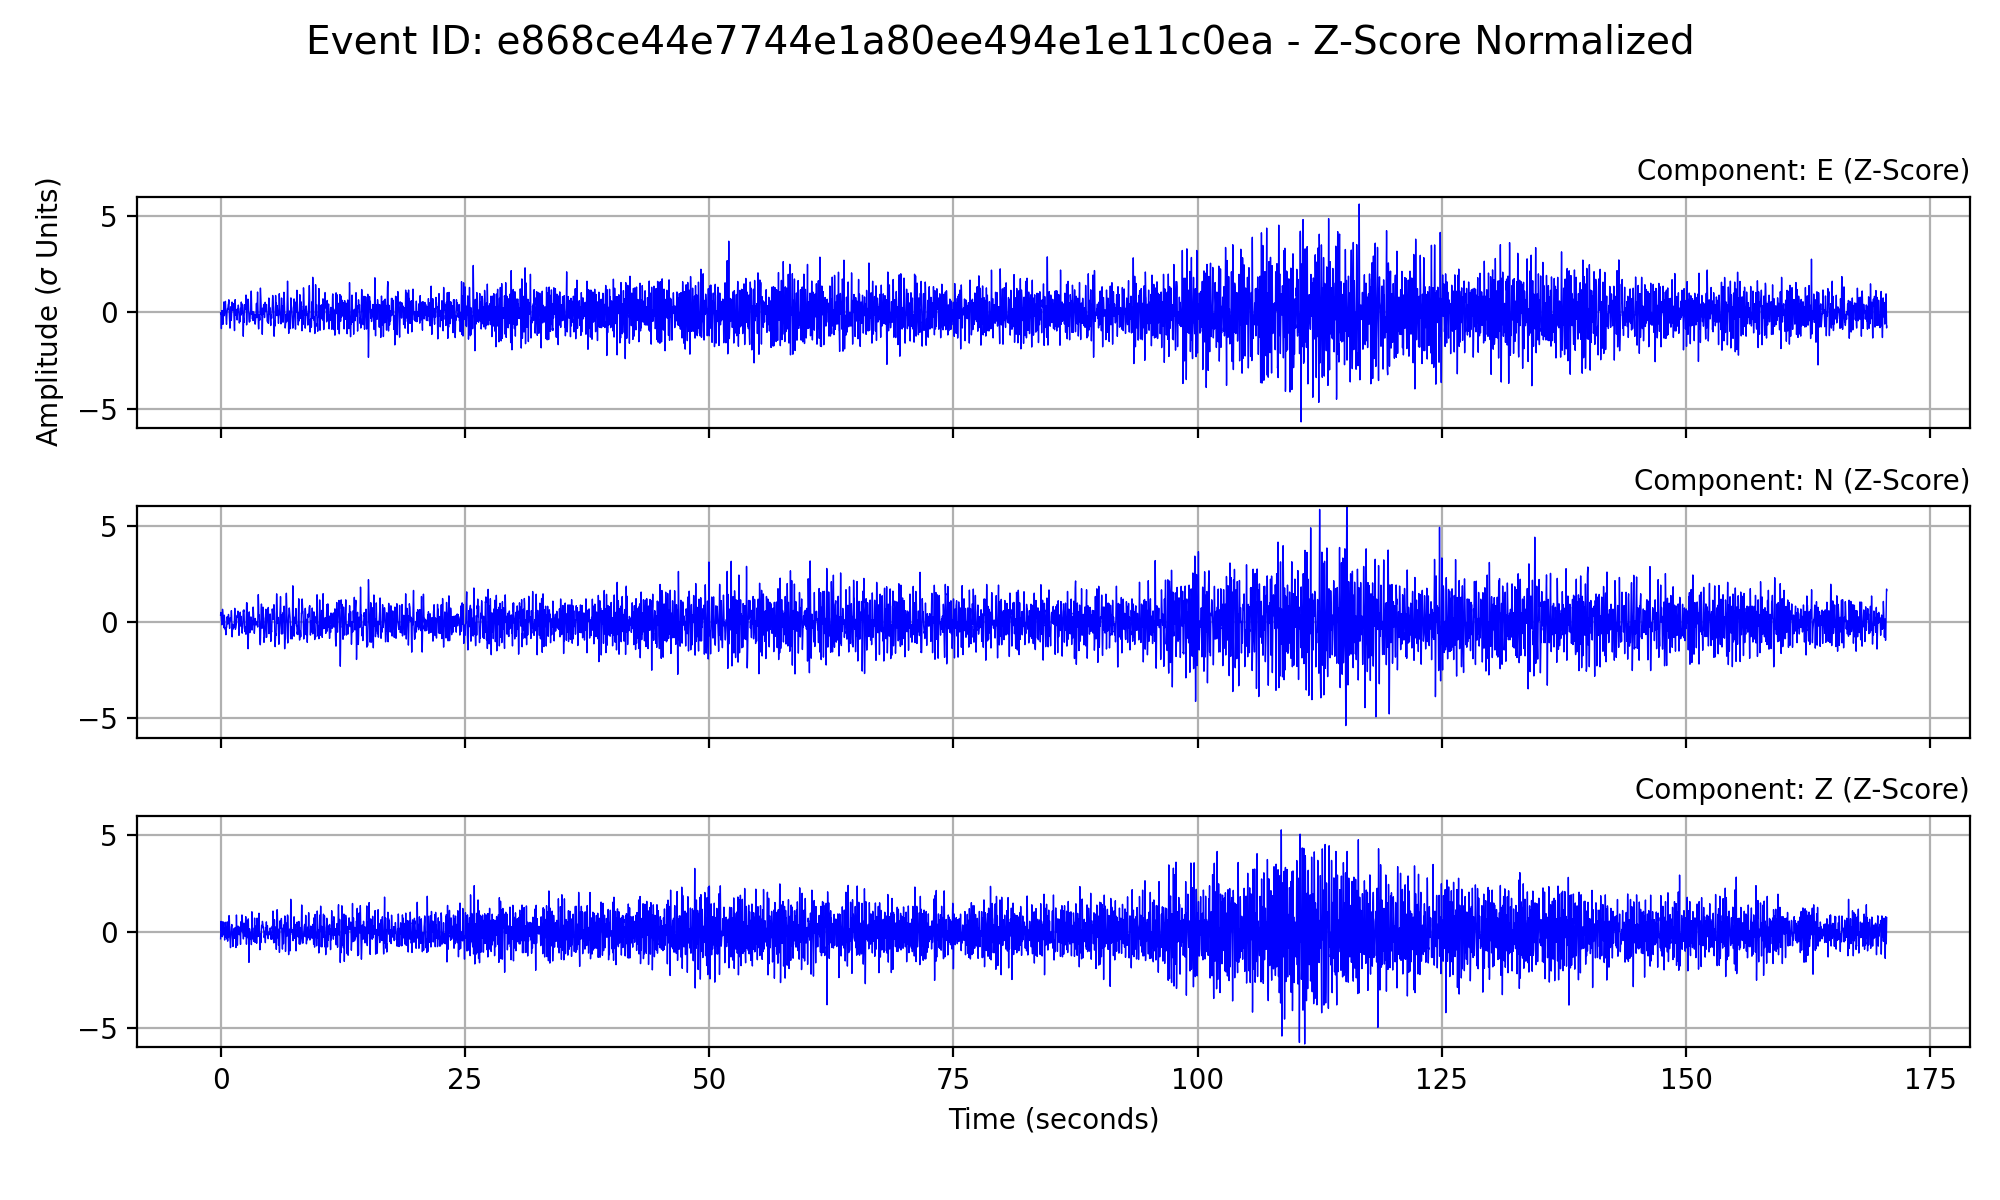 Event ID: e868ce44e7744e1a80ee494e1e11c0ea - Z-Score Normalized
Component: E (Z-Score)
Amplitude (σ Units)
5
0
−5
Component: N (Z-Score)
5
0
−5
Component: Z (Z-Score)
5
0
−5
0 25 50 75 100 125 150 175
Time (seconds)